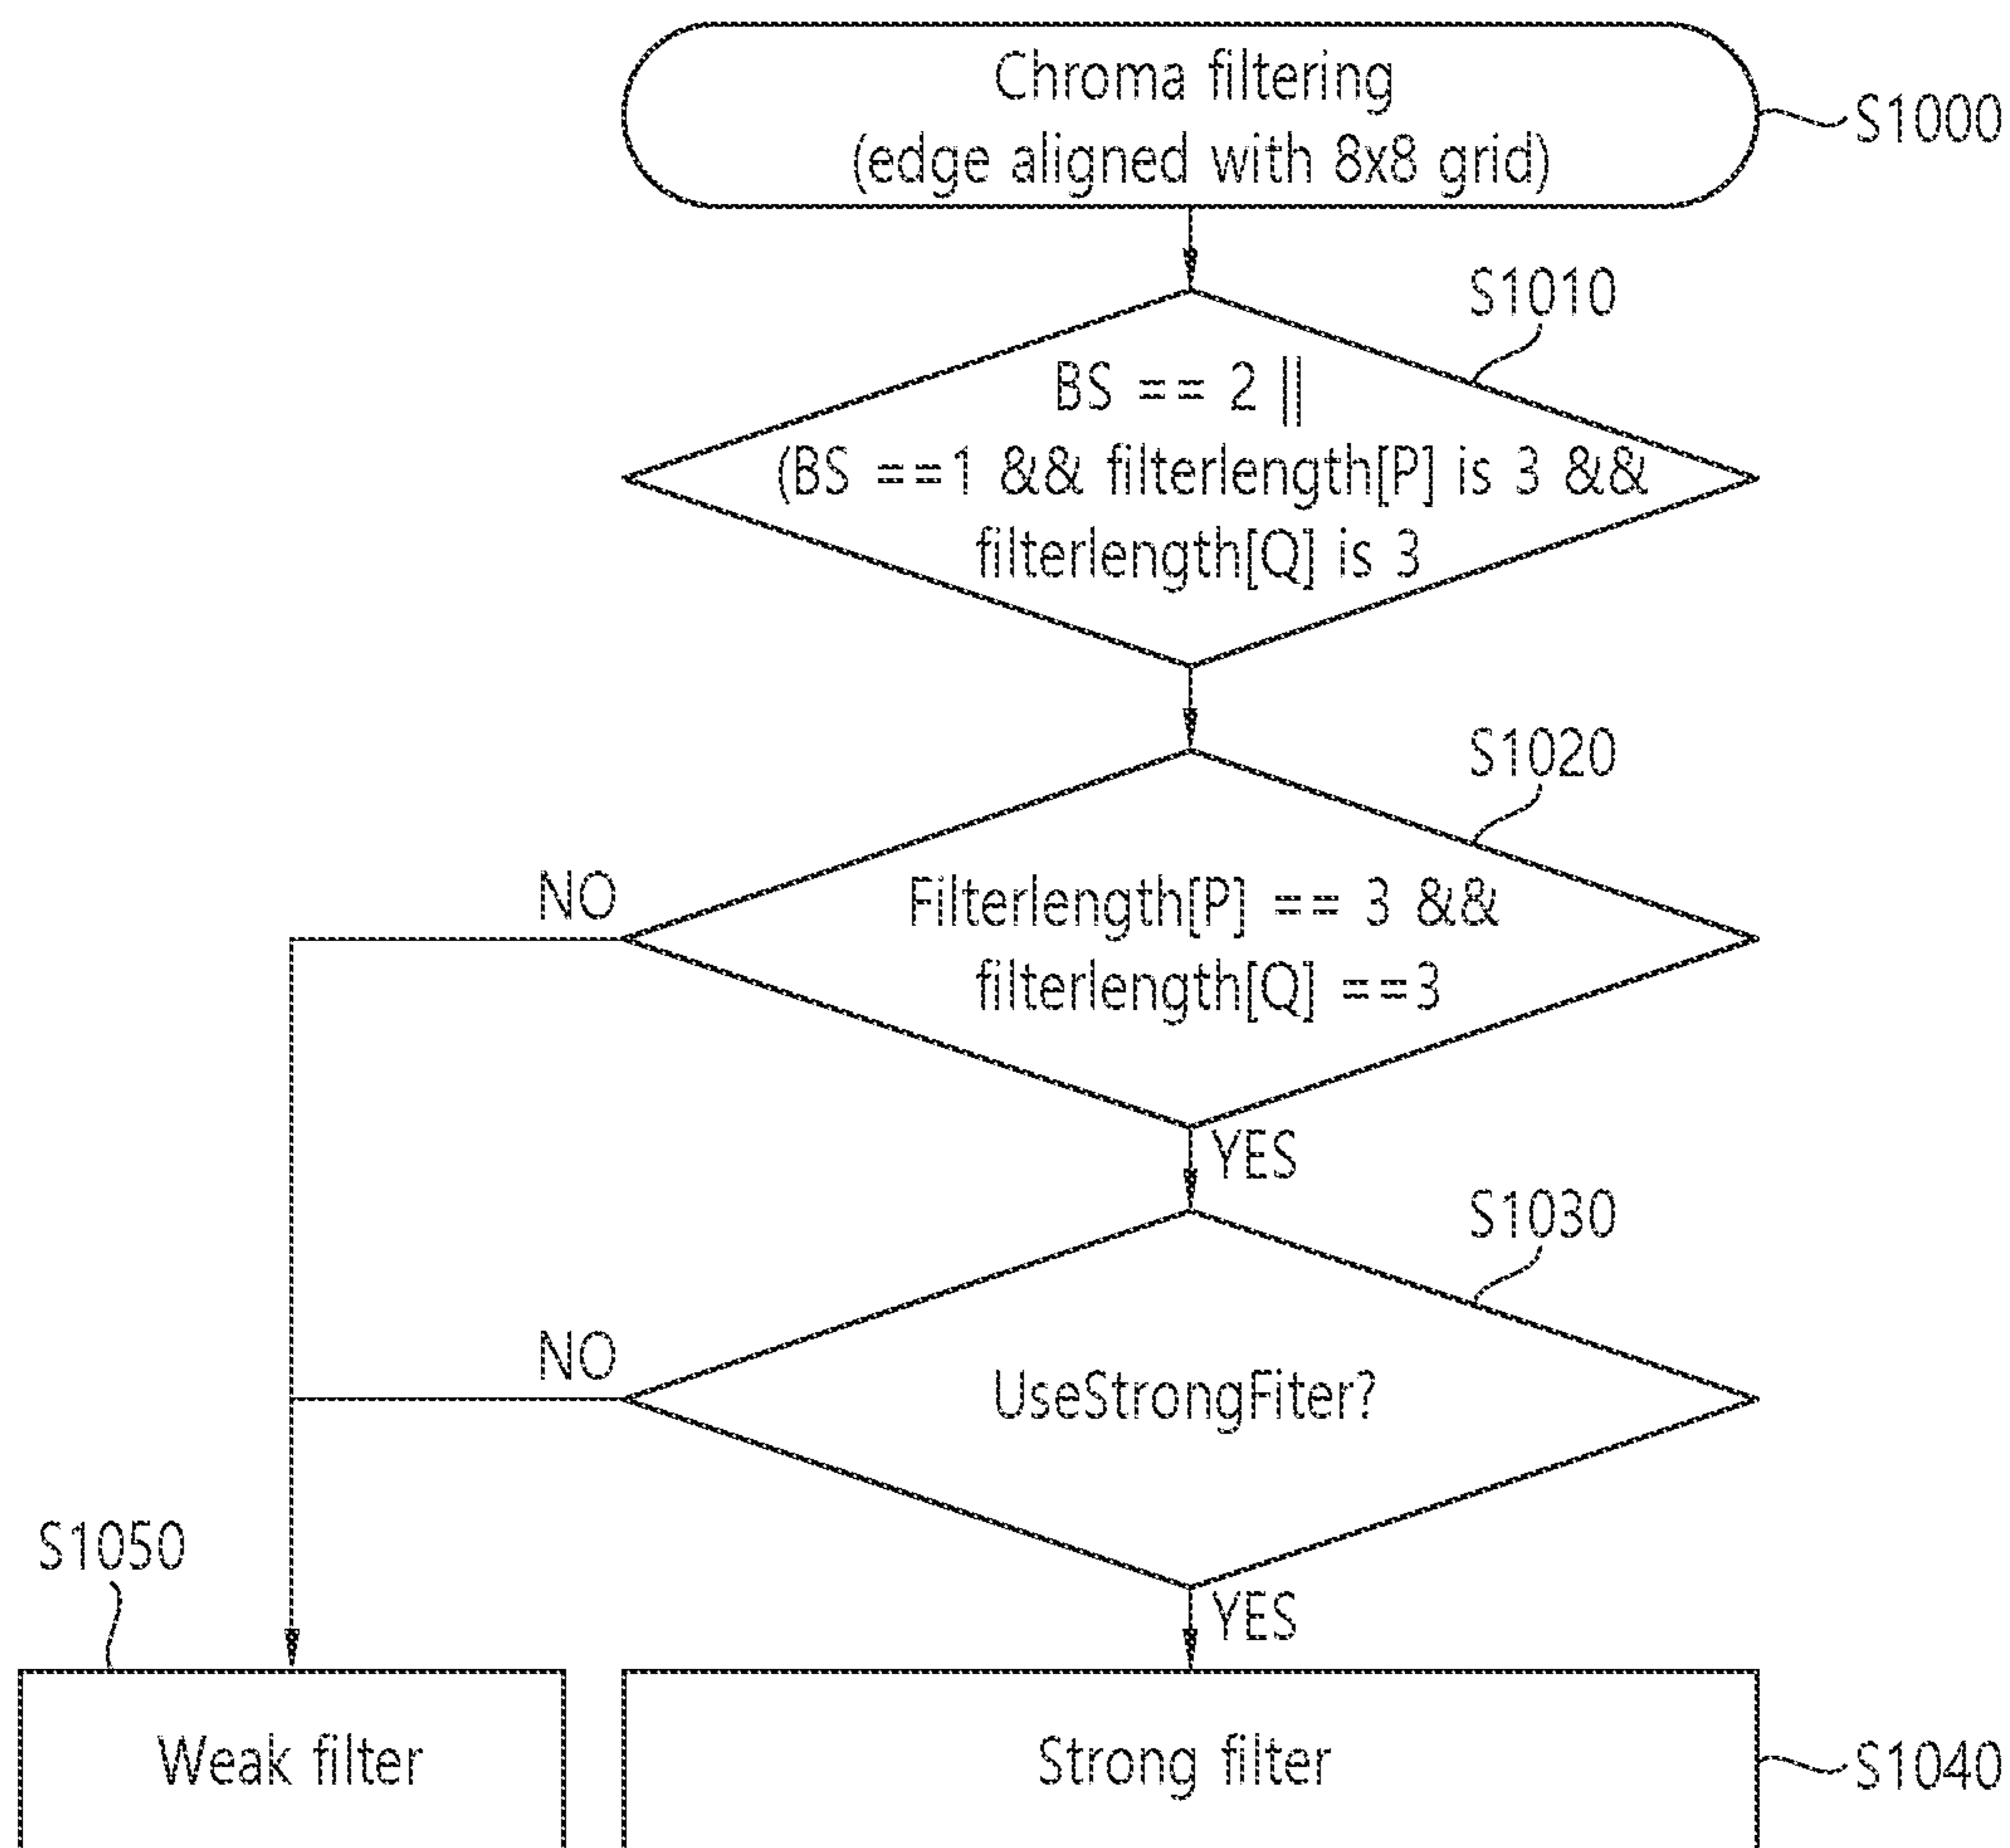 Chroma filtering
(edge aligned with 8x8 grid)
S1000
S1010
BS == 2 ||
(BS ==1 && filterlength[P] is 3 &&
filterlength[Q] is 3
S1020
NO
Filterlength[P] == 3 &&
filterlength[Q] ==3
YES
S1030
NO
UseStrongFiter?
S1050
YES
Weak filter
Strong filter
S1040